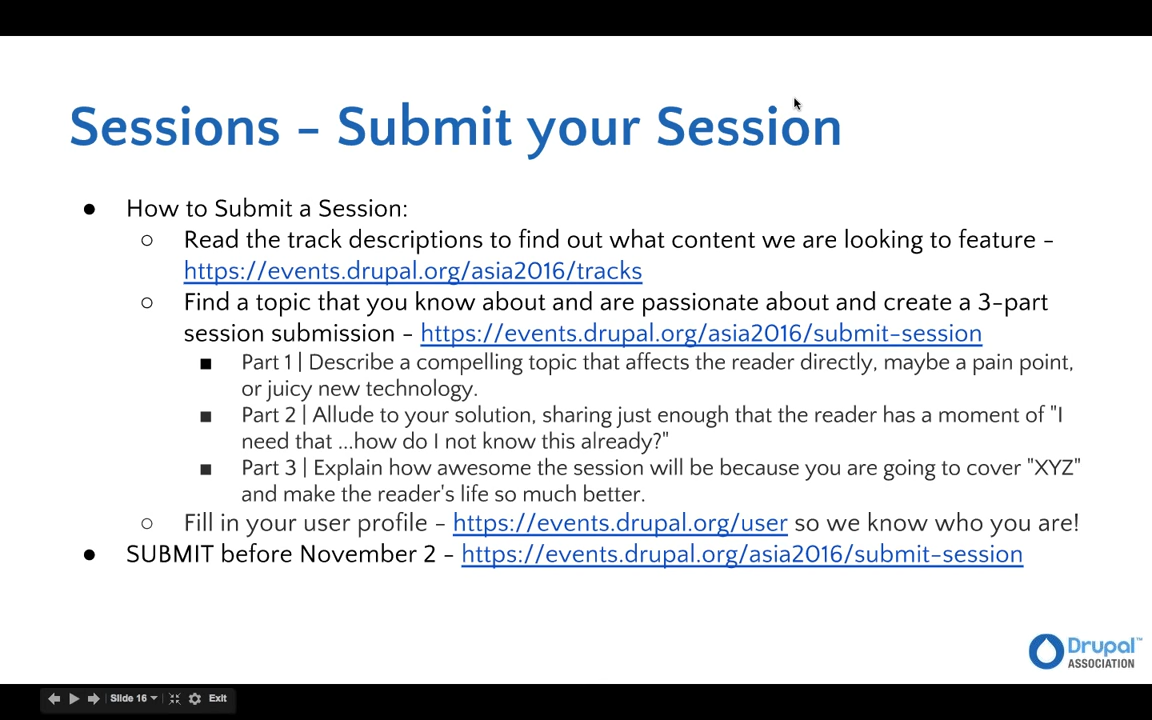 Sessions - Submit your Session
● How to Submit a Session:
○ Read the track descriptions to find out what content we are looking to feature -
https://events.drupal.org/asia2016/tracks
○ Find a topic that you know about and are passionate about and create a 3-part
session submission - https://events.drupal.org/asia2016/submit-session
■ Part 1 | Describe a compelling topic that affects the reader directly, maybe a pain point,
or juicy new technology.
■ Part 2 | Allude to your solution, sharing just enough that the reader has a moment of "I
need that ...how do I not know this already?"
■ Part 3 | Explain how awesome the session will be because you are going to cover "XYZ"
and make the reader's life so much better.
○ Fill in your user profile - https://events.drupal.org/user so we know who you are!
● SUBMIT before November 2 - https://events.drupal.org/asia2016/submit-session
Drupal™
ASSOCIATION
Slide 16 Exit